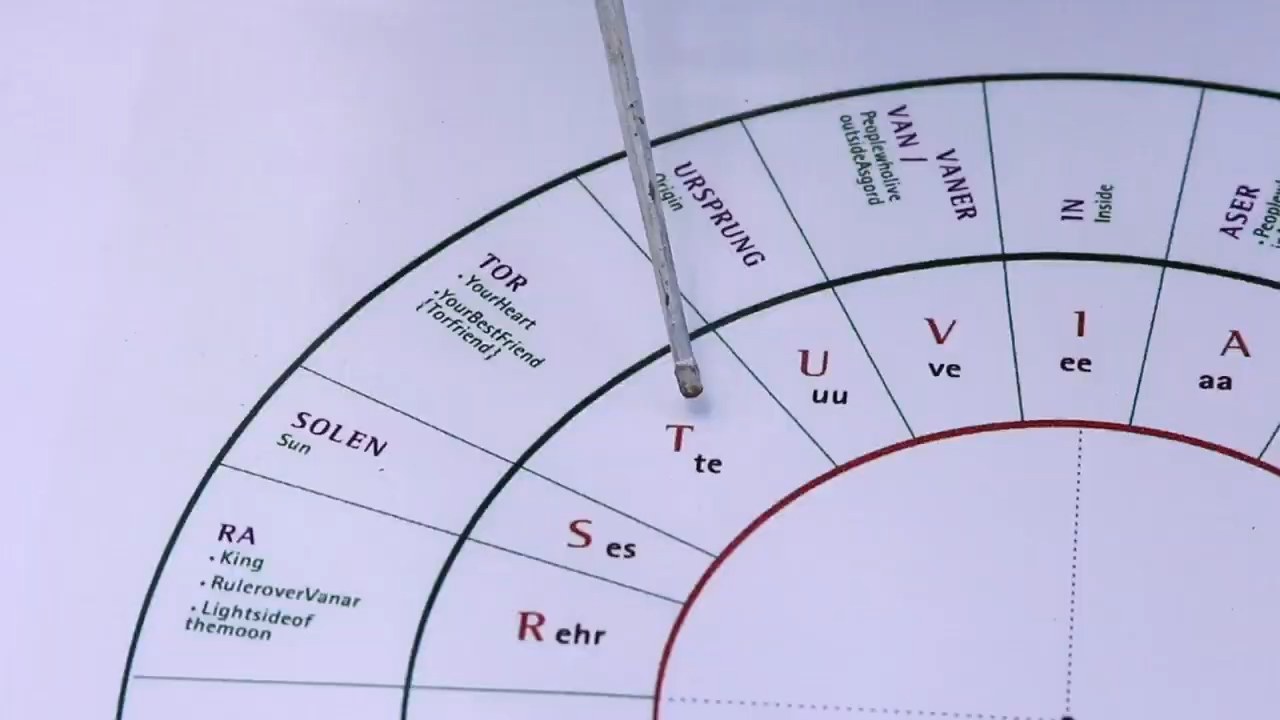 VAN /
VANER
Peoplewholive
outsideAsgord
IN
Inside
ASER
URSPRUNG
Origin
TOR
• YourHeart
•YourBestFriend
{Torfriend}
SOLEN
Sun
RA
• King
• RuleroverVanar
• Lightsideof
themoon
A
aa
I
ee
V
ve
U
uu
T
te
S es
R ehr